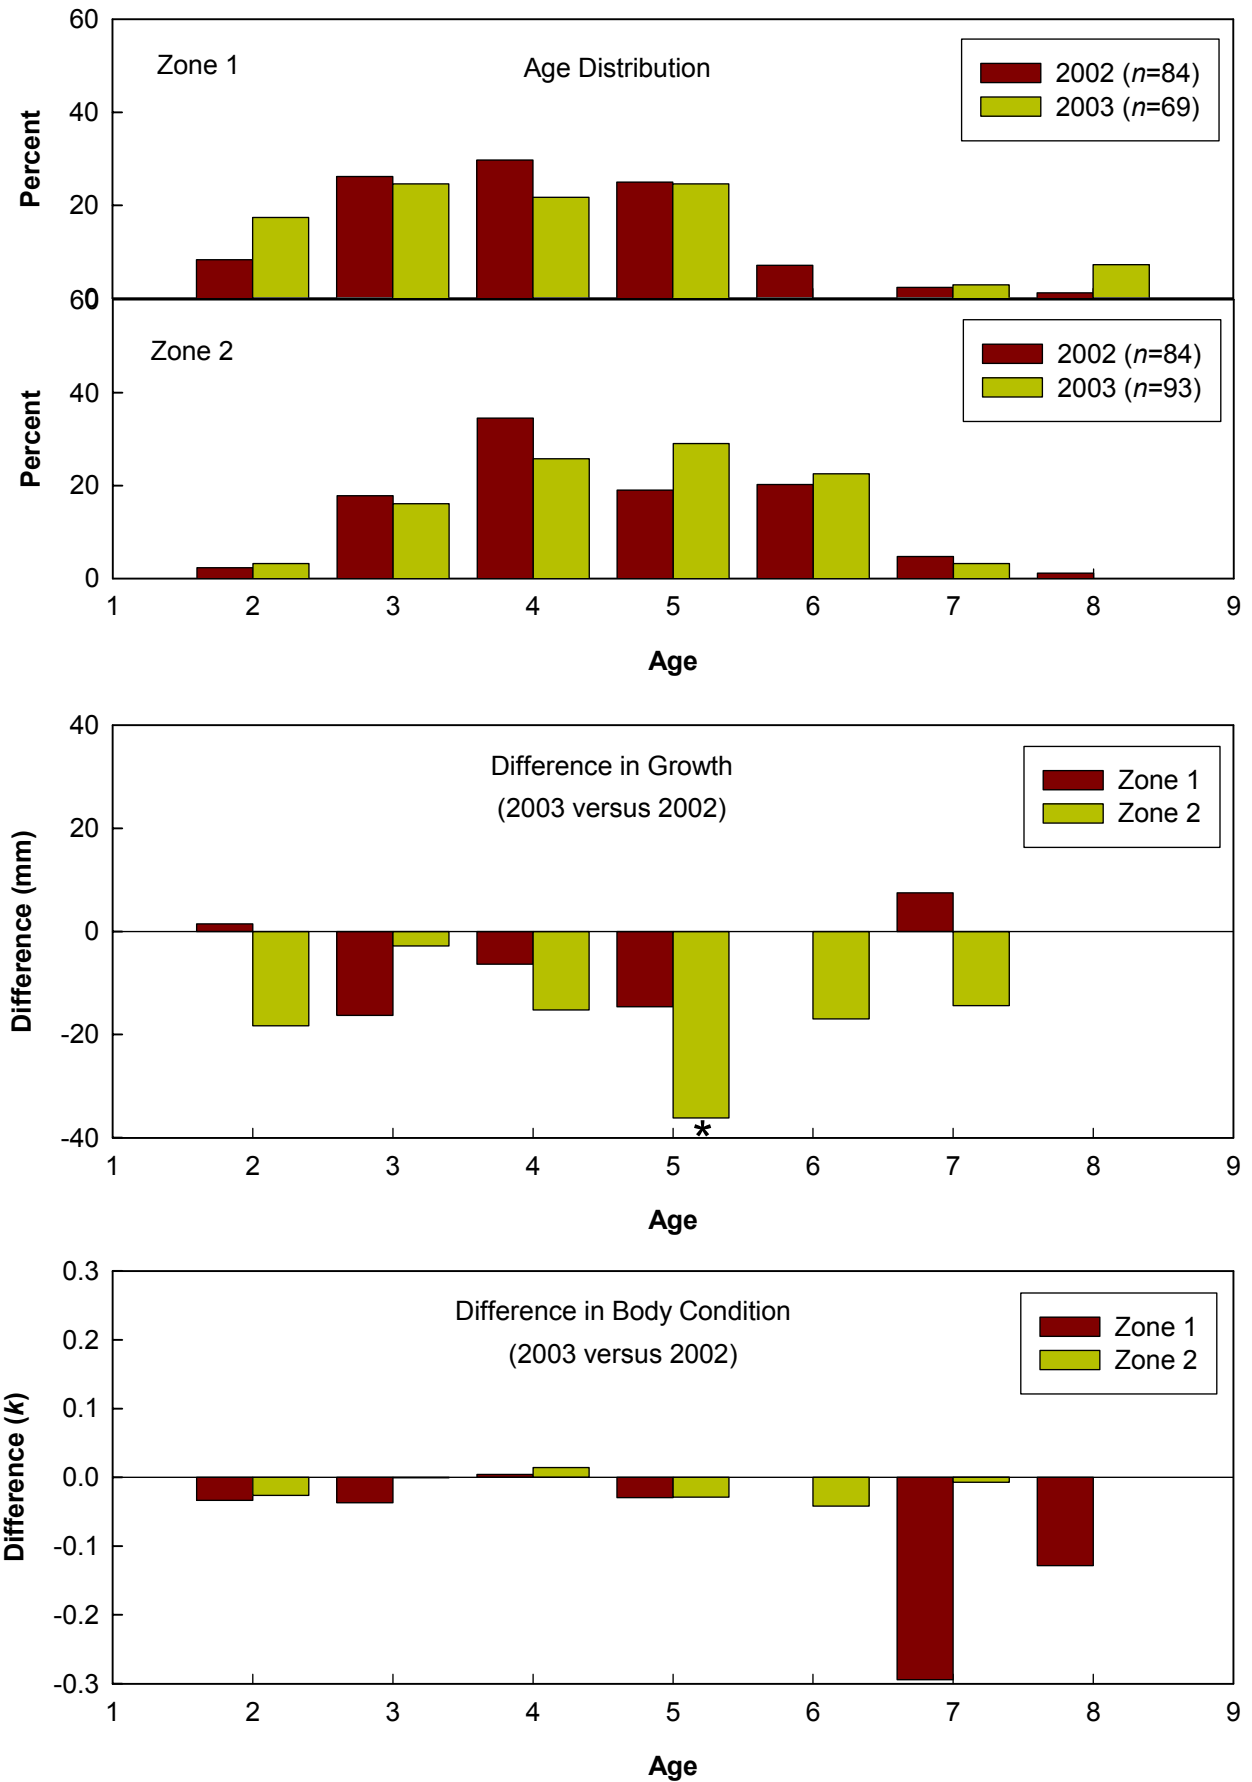 60
Zone 1
Age Distribution
2002 (n=84)
2003 (n=69)
40
20
0
Percent
60
Zone 2
2002 (n=84)
2003 (n=93)
40
20
0
Percent
1 2 3 4 5 6 7 8 9
Age
40
Difference in Growth
(2003 versus 2002)
Zone 1
Zone 2
20
0
-20
-40
Difference (mm)
*
1 2 3 4 5 6 7 8 9
Age
0.3
Difference in Body Condition
(2003 versus 2002)
Zone 1
Zone 2
0.2
0.1
0.0
-0.1
-0.2
-0.3
Difference (k)
1 2 3 4 5 6 7 8 9
Age